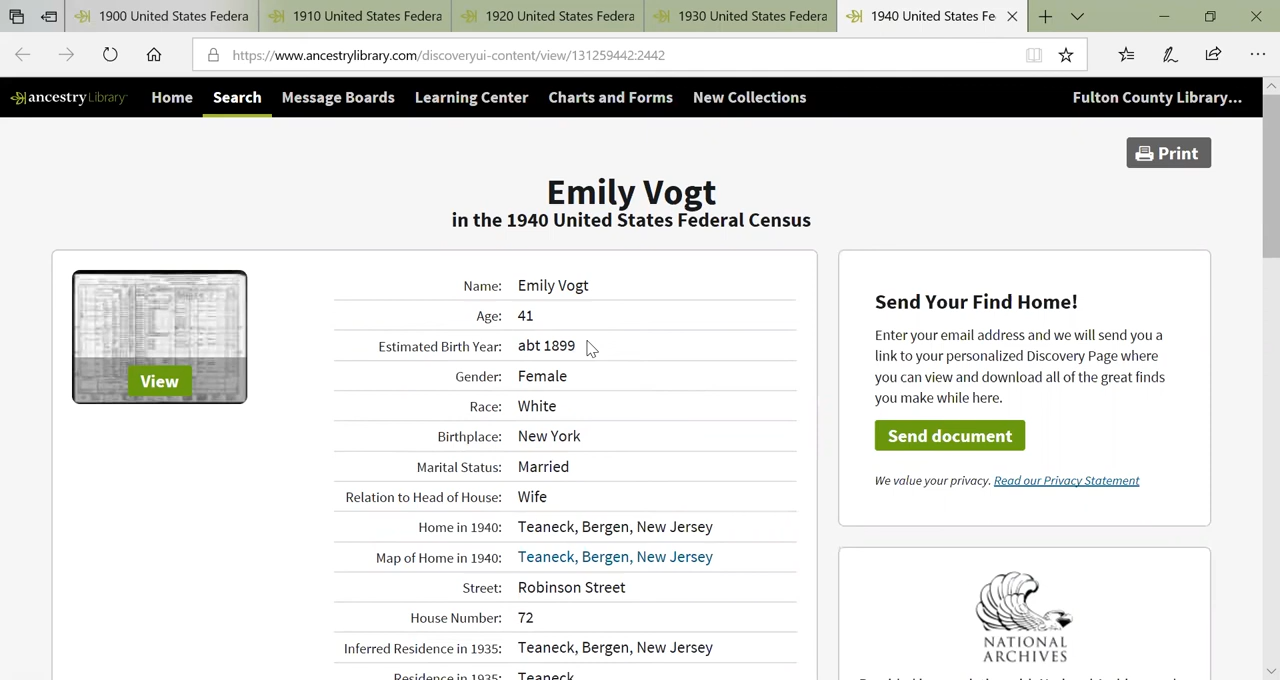 1900 United States Federa
1910 United States Federa
1920 United States Federa
1930 United States Federa
1940 United States Fe
https://www.ancestrylibrary.com/discoveryui-content/view/131259442:2442
ancestryLibrary
Home
Search
Message Boards
Learning Center
Charts and Forms
New Collections
Fulton County Library...
Print
Emily Vogt
in the 1940 United States Federal Census
View
Name: Emily Vogt
Age: 41
Estimated Birth Year: abt 1899
Gender: Female
Race: White
Birthplace: New York
Marital Status: Married
Relation to Head of House: Wife
Home in 1940: Teaneck, Bergen, New Jersey
Map of Home in 1940: Teaneck, Bergen, New Jersey
Street: Robinson Street
House Number: 72
Inferred Residence in 1935: Teaneck, Bergen, New Jersey
Residence in 1935: Teaneck
Send Your Find Home!
Enter your email address and we will send you a
link to your personalized Discovery Page where
you can view and download all of the great finds
you make while here.
Send document
We value your privacy. Read our Privacy Statement
NATIONAL
ARCHIVES